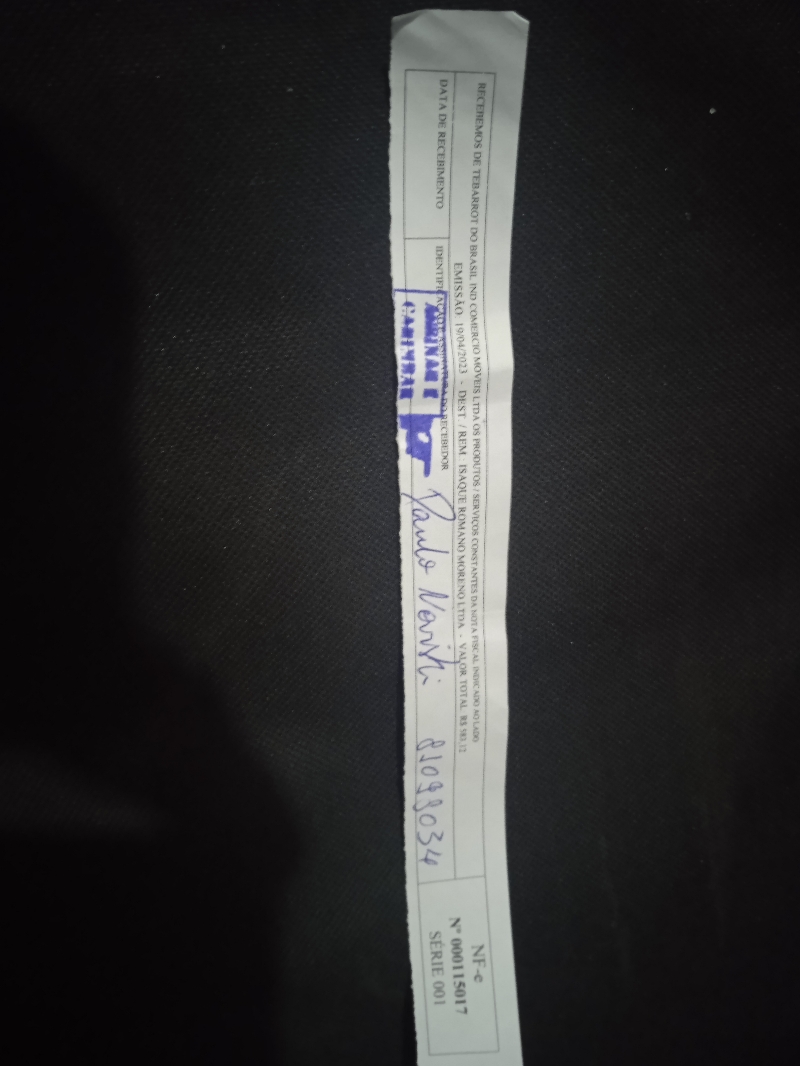 RECEBEMOS DE TEBARROT DO BRASIL IND COMERCIO MOVEIS LTDA OS PRODUTOS / SERVIÇOS CONSTANTES DA NOTA FISCAL INDICADO AO LADO
EMISSÃO: 19/04/2023 - DEST. / REM.: ISAQUE ROMANO MORENO LTDA - VALOR TOTAL: R$
DATA DE RECEBIMENTO
IDENTIFICAÇÃO E ASSINATURA DO RECEBEDOR
Paulo
NF-e
Nº 000115017
SÉRIE 001